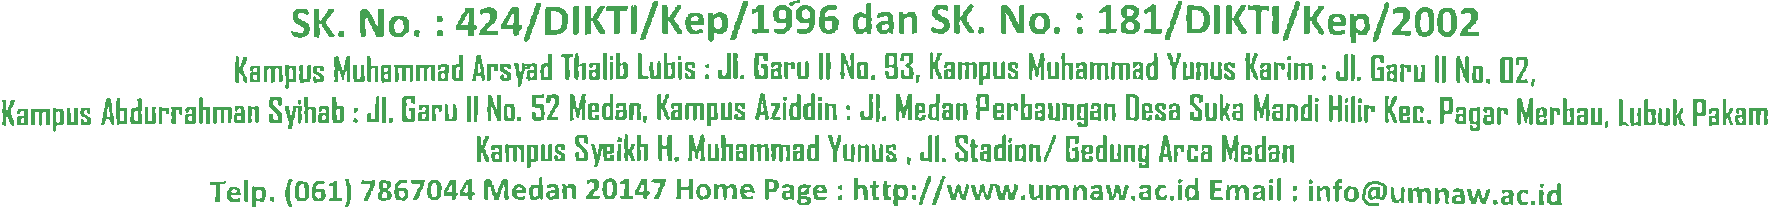 SK. No. : 424/DIKTI/Kep/1996 dan SK. No. : 181/DIKTI/Kep/2002
Kampus Muhammad Arsyad Thalib Lubis : Jl. Garu II No. 93, Kampus Muhammad Yunus Karim : Jl. Garu II No. 02,
Kampus Abdurrahman Syihab : Jl. Garu II No. 52 Medan, Kampus Aziddin : Jl. Medan Perbaungan Desa Suka Mandi Hilir Kec. Pagar Merbau, Lubuk Pakam
Kampus Syeikh H. Muhammad Yunus , Jl. Stadion/ Gedung Arca Medan
Telp. (061) 7867044 Medan 20147 Home Page : http://www.umnaw.ac.id Email : info@umnaw.ac.id